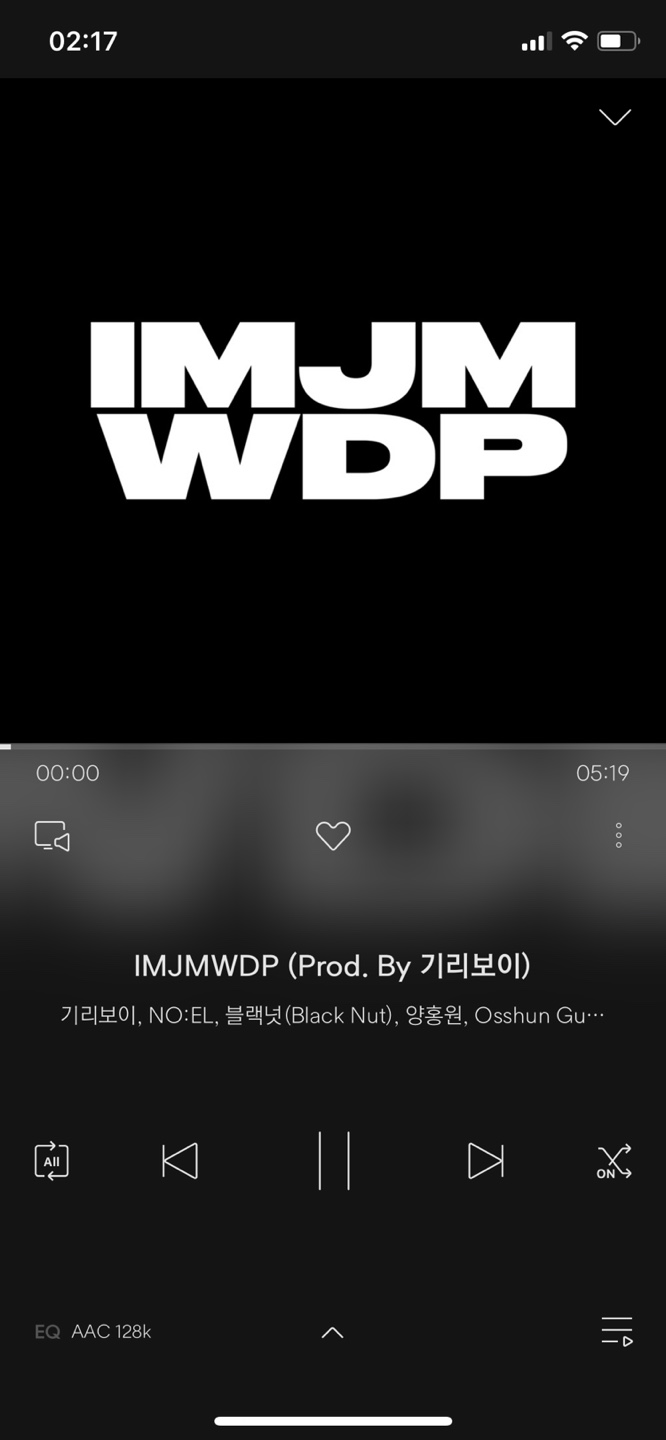 02:17
IMJM
WDP
00:00
05:19
IMJMWDP (Prod. By 기리보이)
기리보이, NO:EL, 블랙넛(Black Nut), 양홍원, Osshun Gu…
All
ON
EQ AAC 128k